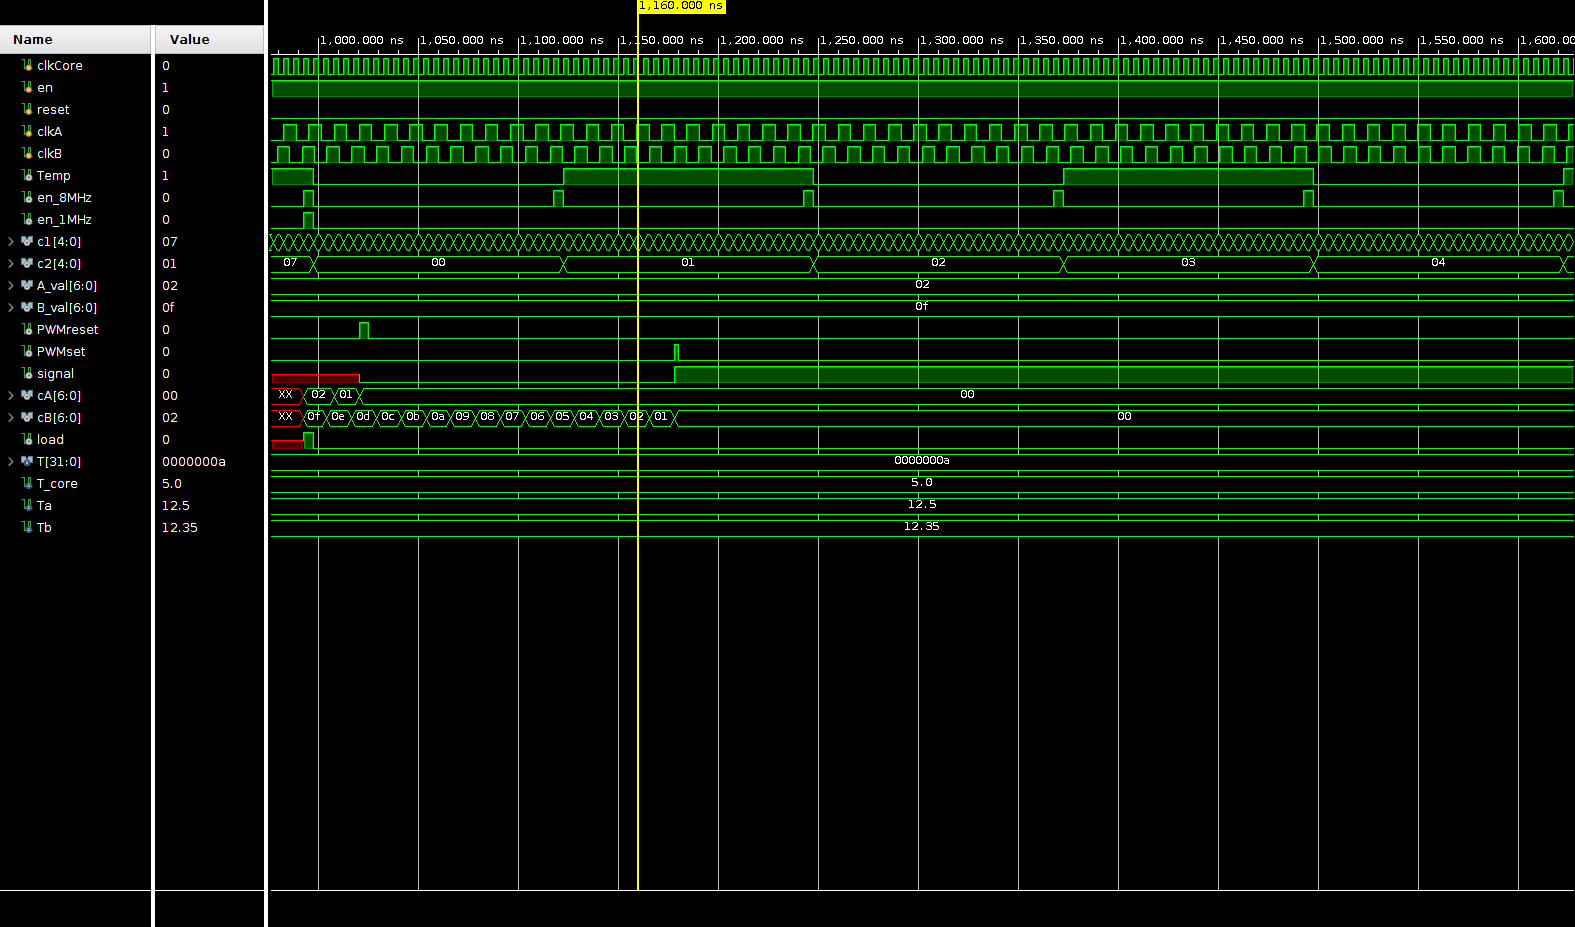 1,160.000 ns
Name Value 1,000.000 ns 1,050.000 ns 1,100.000 ns 1,150.000 ns 1,200.000 ns 1,250.000 ns 1,300.000 ns 1,350.000 ns 1,400.000 ns 1,450.000 ns 1,500.000 ns 1,550.000 ns 1,600.00
clkCore 0
en 1
reset 0
clkA 1
clkB 0
Temp 1
en_8MHz 0
en_1MHz 0
c1[4:0] 07
c2[4:0] 01 07 00 01 02 03 04
A_val[6:0] 02 02
B_val[6:0] 0f 0f
PWMreset 0
PWMset 0
signal 0
cA[6:0] 00 XX 02 01 00
cB[6:0] 02 XX 0f 0e 0d 0c 0b 0a 09 08 07 06 05 04 03 02 01 00
load 0
T[31:0] 0000000a 0000000a
T_core 5.0 5.0
Ta 12.5 12.5
Tb 12.35 12.35